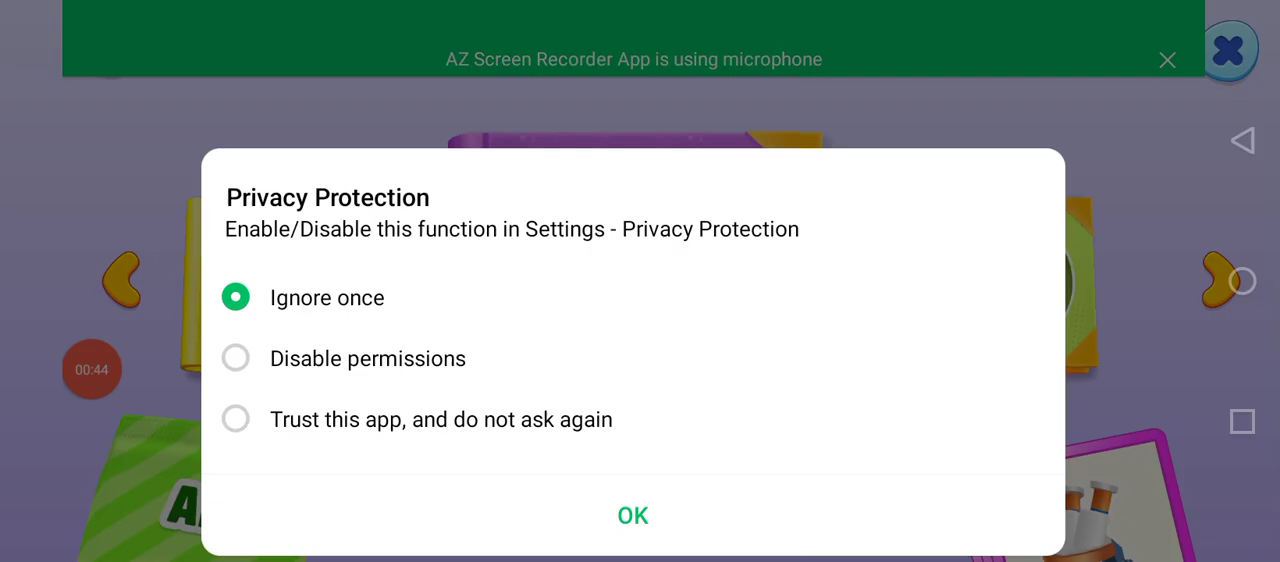 AZ Screen Recorder App is using microphone
Privacy Protection
Enable/Disable this function in Settings - Privacy Protection
Ignore once
00:44
Disable permissions
Trust this app, and do not ask again
OK